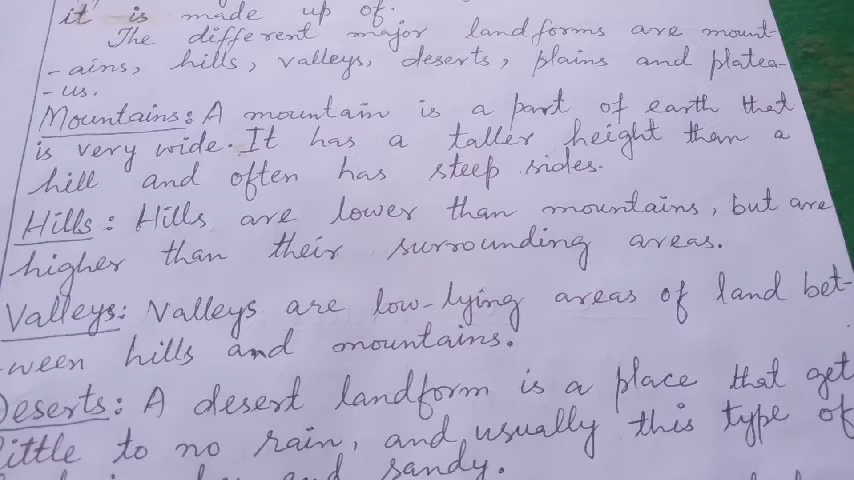 it is made up of.
The different major landforms are mount-
-ains, hills, valleys, deserts, plains and platea-
-us.
Mountains: A mountain is a part of earth that
is very wide. It has a taller height than a
hill and often has steep sides.
Hills: Hills are lower than mountains, but are
higher than their surrounding areas.
Valleys: Valleys are low-lying areas of land bet-
-ween hills and mountains.
Deserts: A desert landform is a place that get
little to no rain, and usually this type of
and sandy.